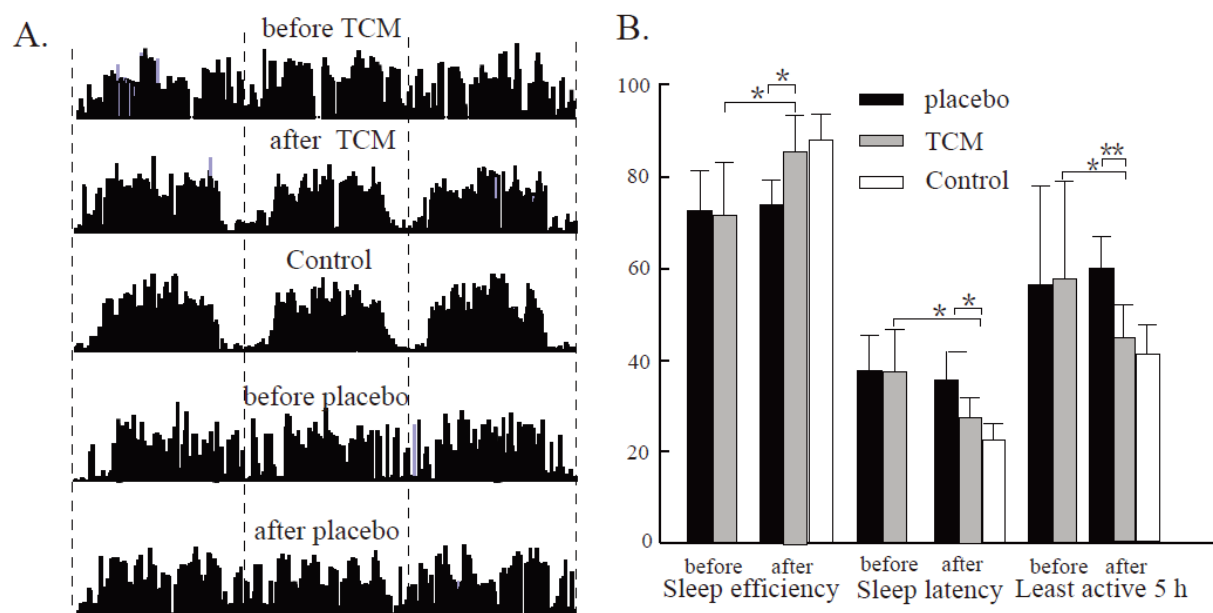 A.
before TCM
after TCM
Control
before placebo
after placebo
B.
100
80
60
40
20
0
placebo
TCM
Control
* *
* *
* **
before after before after before after
Sleep efficiency Sleep latency Least active 5 h